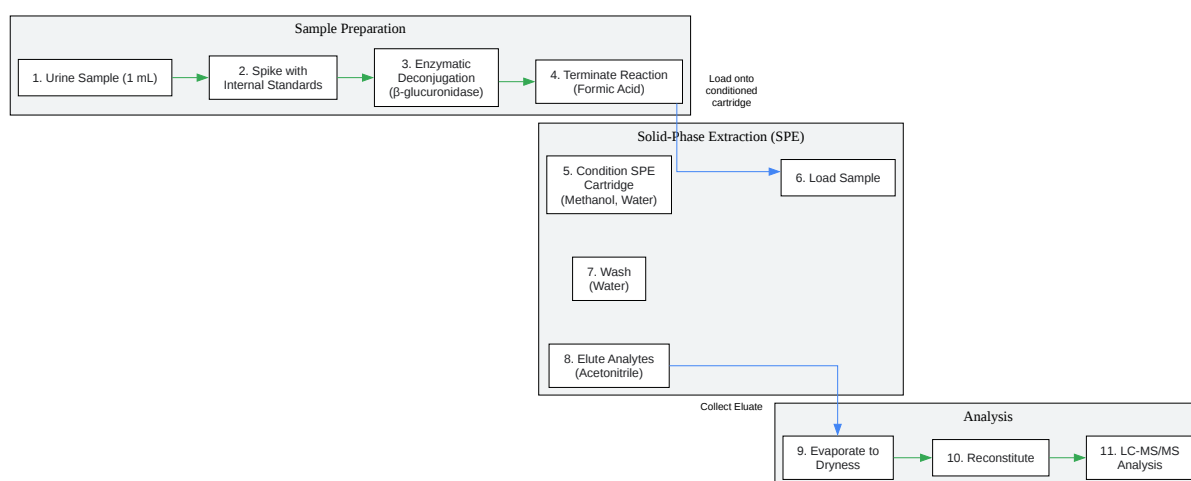 Sample Preparation
1. Urine Sample (1 mL)
2. Spike with
Internal Standards
3. Enzymatic
Deconjugation
(β-glucuronidase)
4. Terminate Reaction
(Formic Acid)
Load onto
conditioned
cartridge
Solid-Phase Extraction (SPE)
5. Condition SPE
Cartridge
(Methanol, Water)
6. Load Sample
7. Wash
(Water)
8. Elute Analytes
(Acetonitrile)
Collect Eluate
Analysis
9. Evaporate to
Dryness
10. Reconstitute
11. LC-MS/MS
Analysis